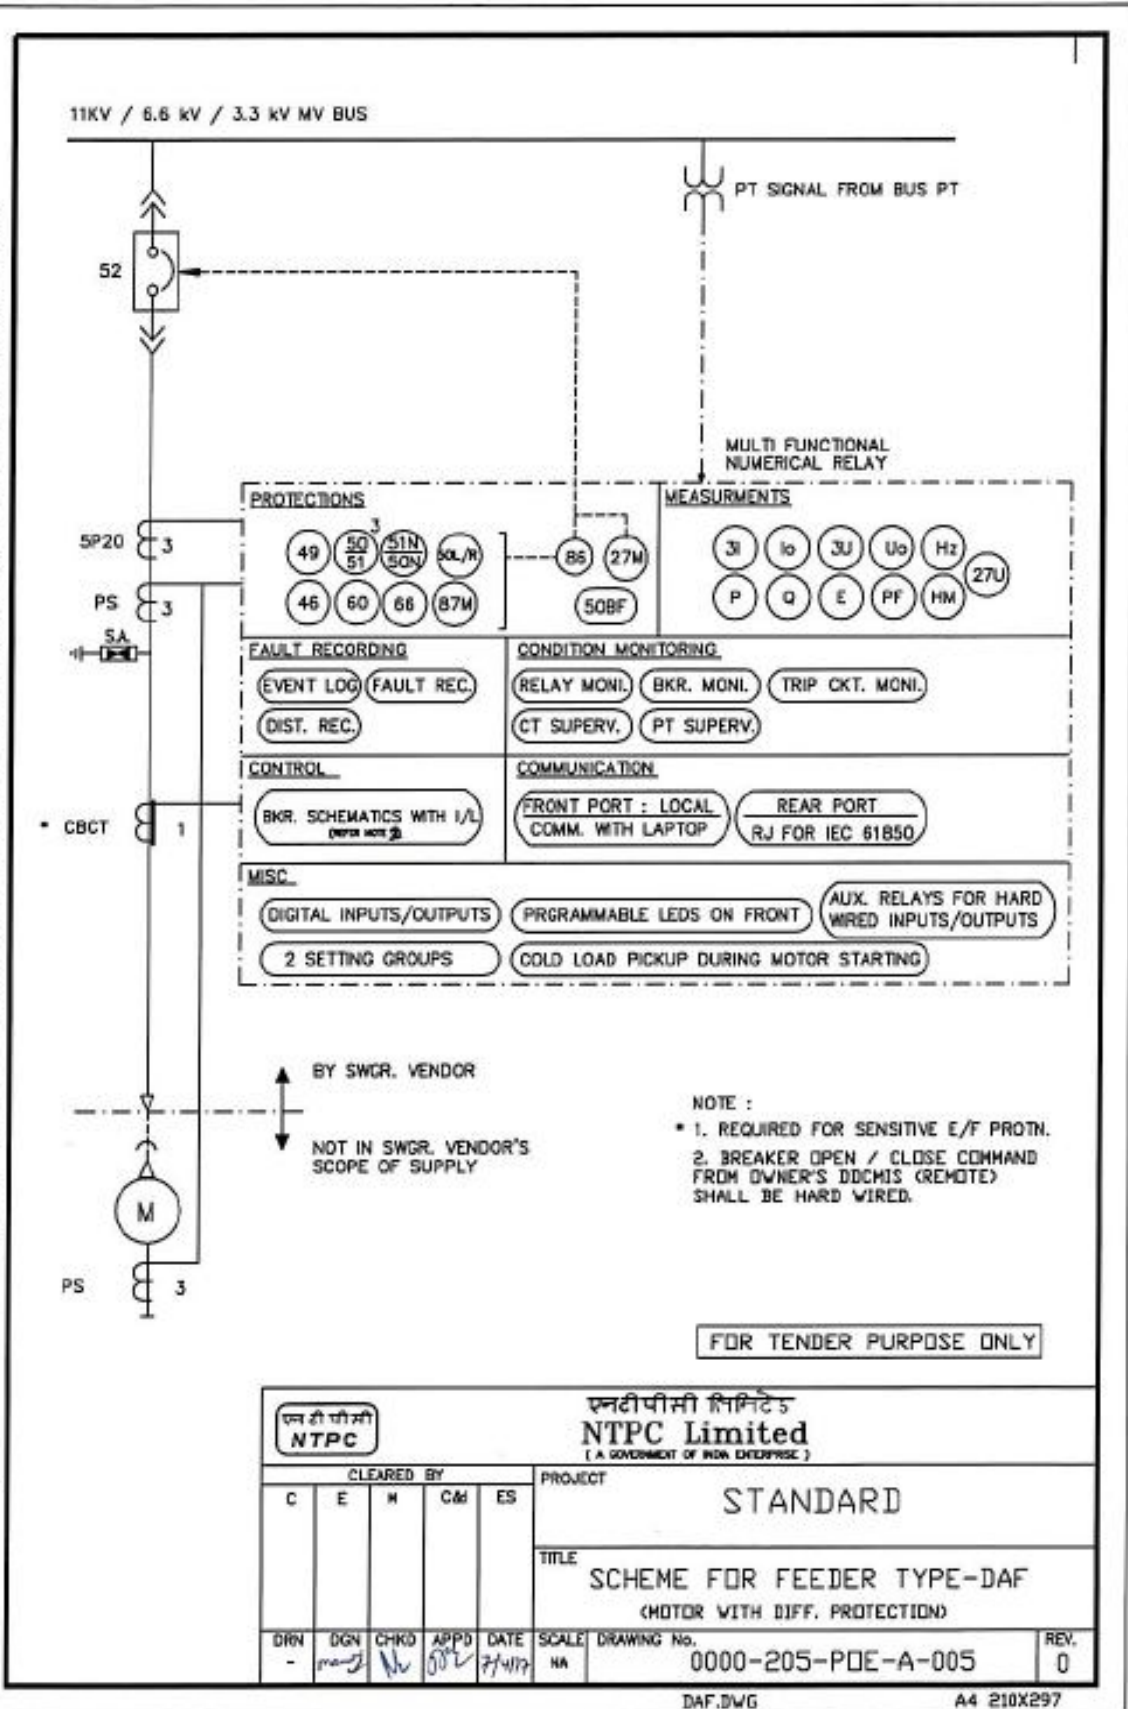 11KV / 6.6 kV / 3.3 kV MV BUS
PT SIGNAL FROM BUS PT
52
MULTI FUNCTIONAL
NUMERICAL RELAY
PROTECTIONS
MEASURMENTS
5P20
3
3
49
50
51
51N
50N
50L/R
86
27M
3I
Io
3U
Uo
Hz
27U
PS
3
46
60
66
87M
50BF
P
Q
E
PF
HM
S.A.
FAULT RECORDING
CONDITION MONITORING
EVENT LOG
FAULT REC.
RELAY MONI.
BKR. MONI.
TRIP CKT. MONI.
DIST. REC.
CT SUPERV.
PT SUPERV.
CONTROL
COMMUNICATION
* CBCT
1
BKR. SCHEMATICS WITH I/L
(REFER NOTE 2)
FRONT PORT : LOCAL
COMM. WITH LAPTOP
REAR PORT
RJ FOR IEC 61850
MISC
DIGITAL INPUTS/OUTPUTS
PRGRAMMABLE LEDS ON FRONT
AUX. RELAYS FOR HARD
WIRED INPUTS/OUTPUTS
2 SETTING GROUPS
COLD LOAD PICKUP DURING MOTOR STARTING
BY SWGR. VENDOR
NOT IN SWGR. VENDOR'S
SCOPE OF SUPPLY
NOTE :
* 1. REQUIRED FOR SENSITIVE E/F PROTN.
2. BREAKER OPEN / CLOSE COMMAND
FROM OWNER'S DDCMIS (REMOTE)
SHALL BE HARD WIRED.
M
PS
3
FOR TENDER PURPOSE ONLY
एनटीपीसी
NTPC
एनटीपीसी लिमिटेड
NTPC Limited
( A GOVERNMENT OF INDIA ENTERPRISE )
CLEARED BY
C
E
M
C&I
ES
PROJECT
STANDARD
TITLE
SCHEME FOR FEEDER TYPE-DAF
(MOTOR WITH DIFF. PROTECTION)
DRN
DGN
CHKD
APPD
DATE
SCALE
DRAWING No.
REV.
-
7/4/17
NA
0000-205-POE-A-005
0
DAF.DWG
A4 210X297